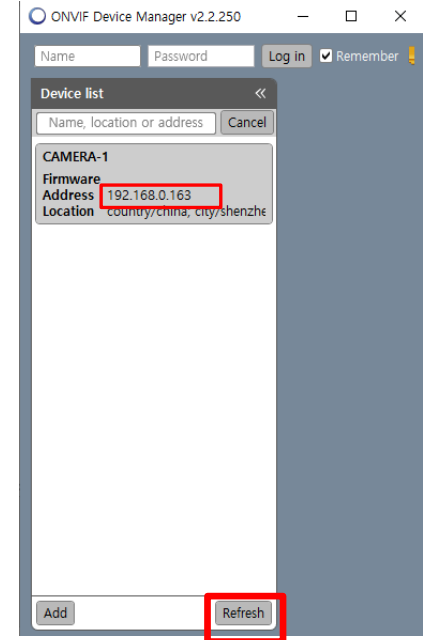 ONVIF Device Manager v2.2.250
Name Password Log in Remember
Device list
Name, location or address Cancel
CAMERA-1
Firmware
Address 192.168.0.163
Location country/china, city/shenzhe
Add Refresh